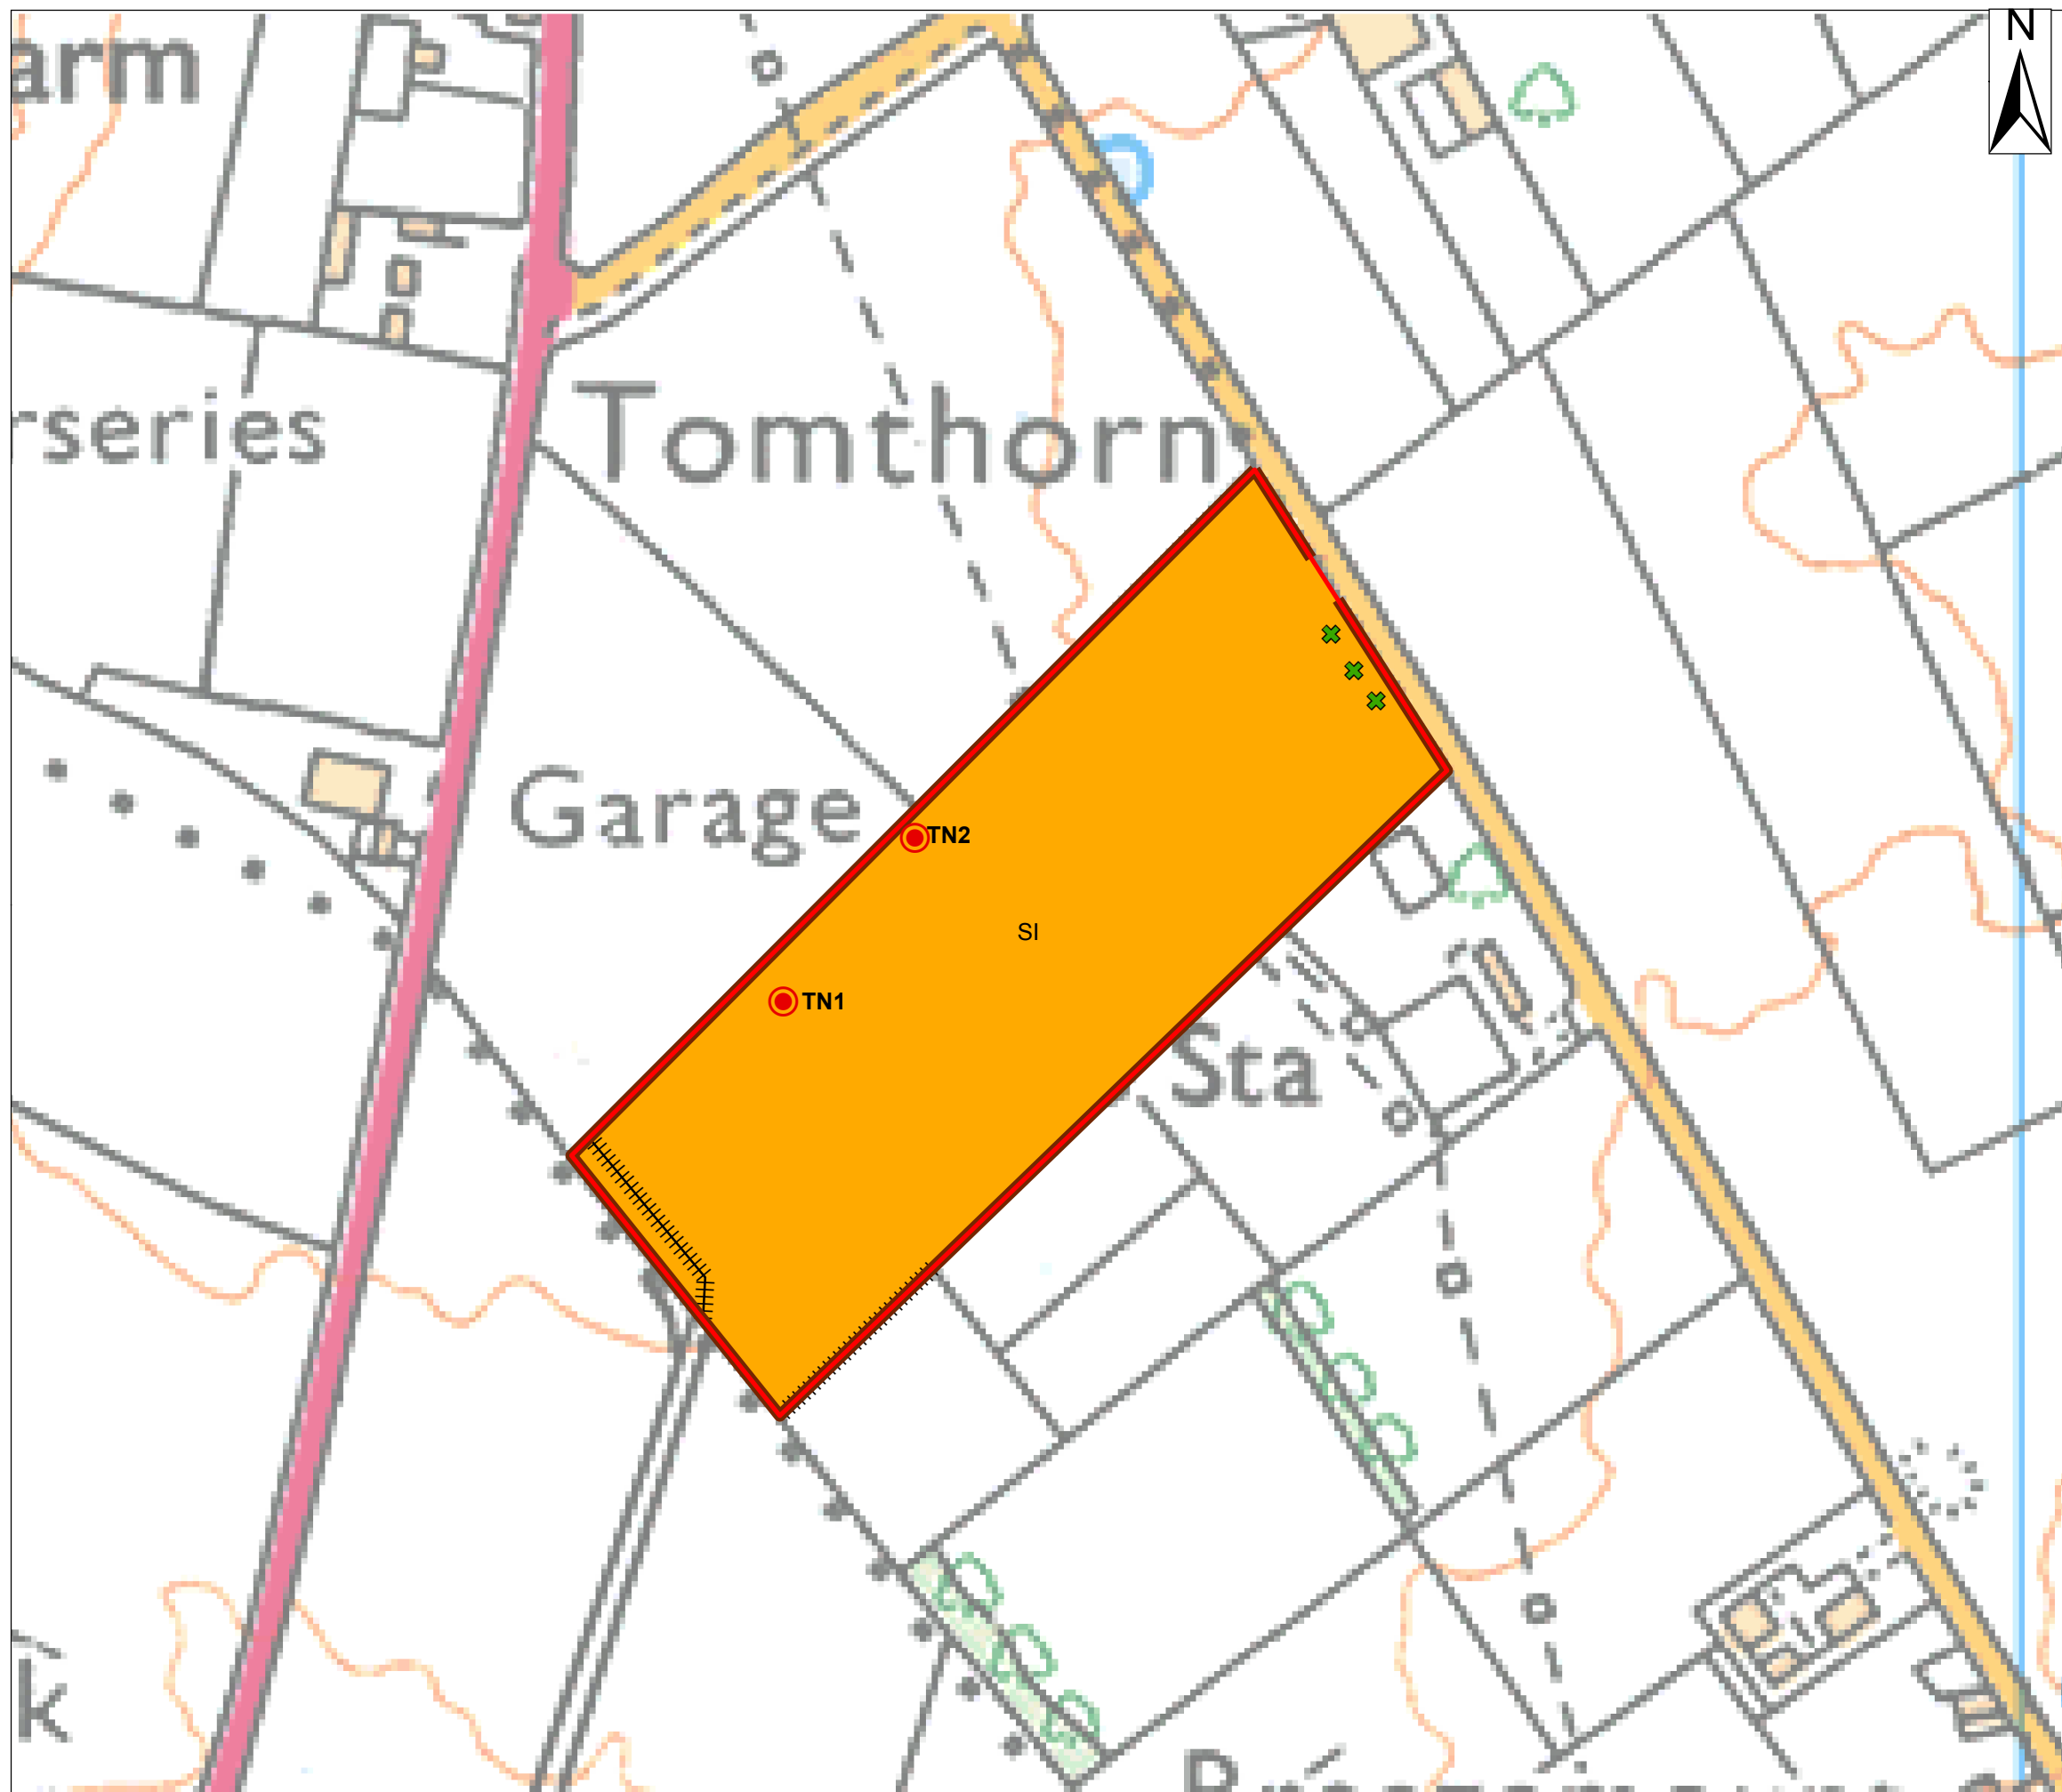 N
arm
rseries
Tomthorn
Garage
TN2
SI
TN1
Sta
k